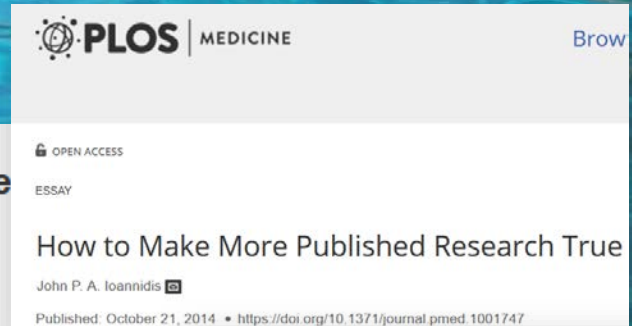 PLOS MEDICINE
Brow
OPEN ACCESS
e
ESSAY
How to Make More Published Research True
John P. A. Ioannidis
Published: October 21, 2014 • https://doi.org/10.1371/journal.pmed.1001747